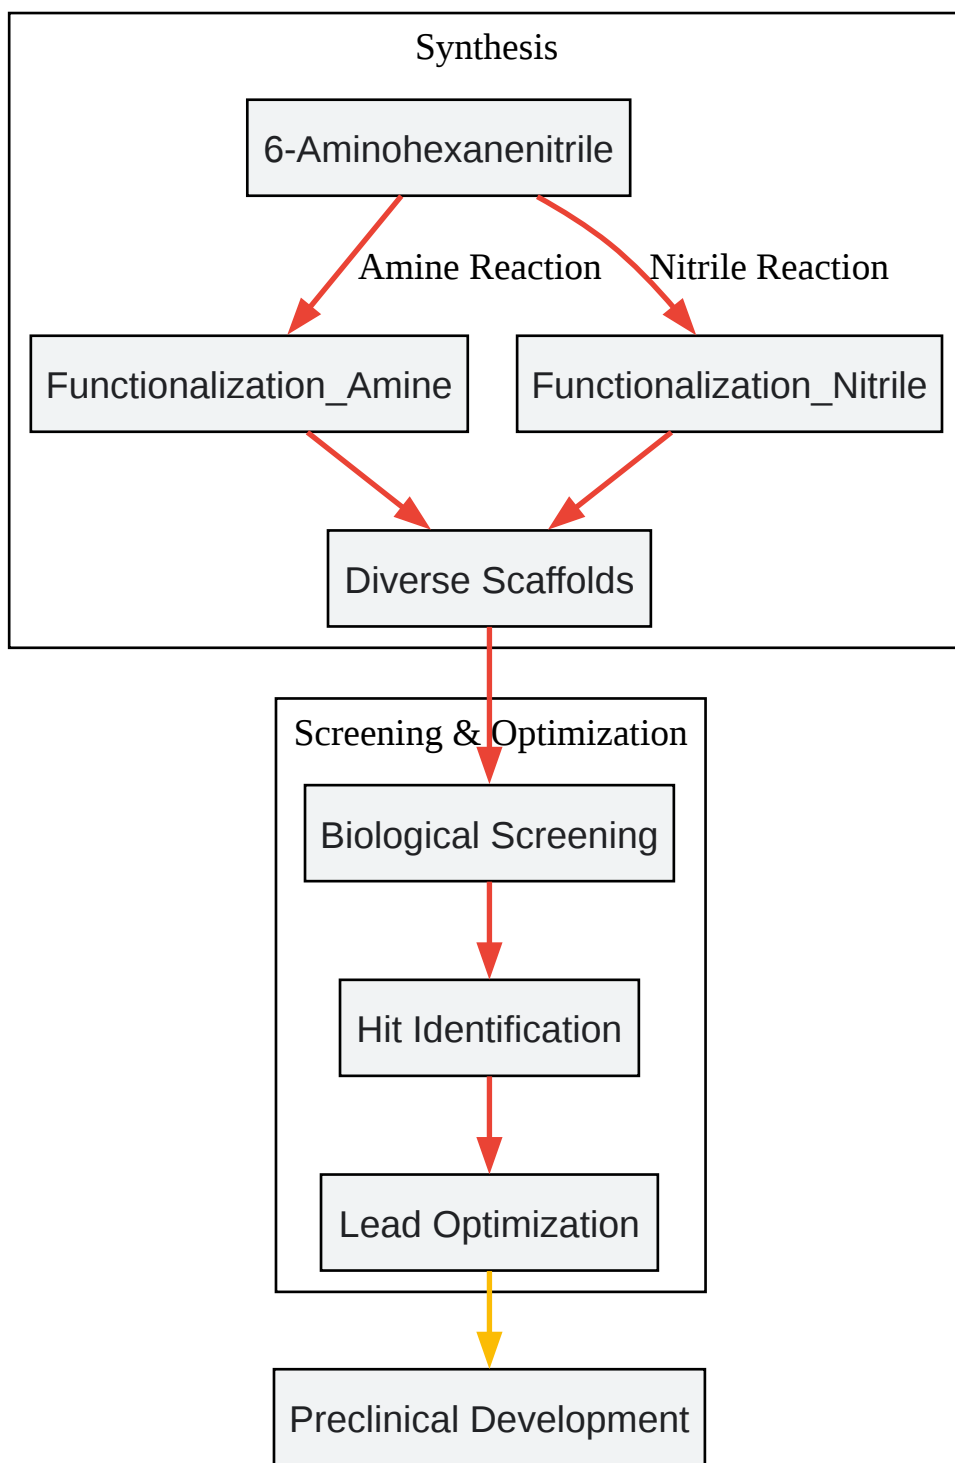 Synthesis
6-Aminohexanenitrile
Amine Reaction
Nitrile Reaction
Functionalization_Amine
Functionalization_Nitrile
Diverse Scaffolds
Screening & Optimization
Biological Screening
Hit Identification
Lead Optimization
Preclinical Development